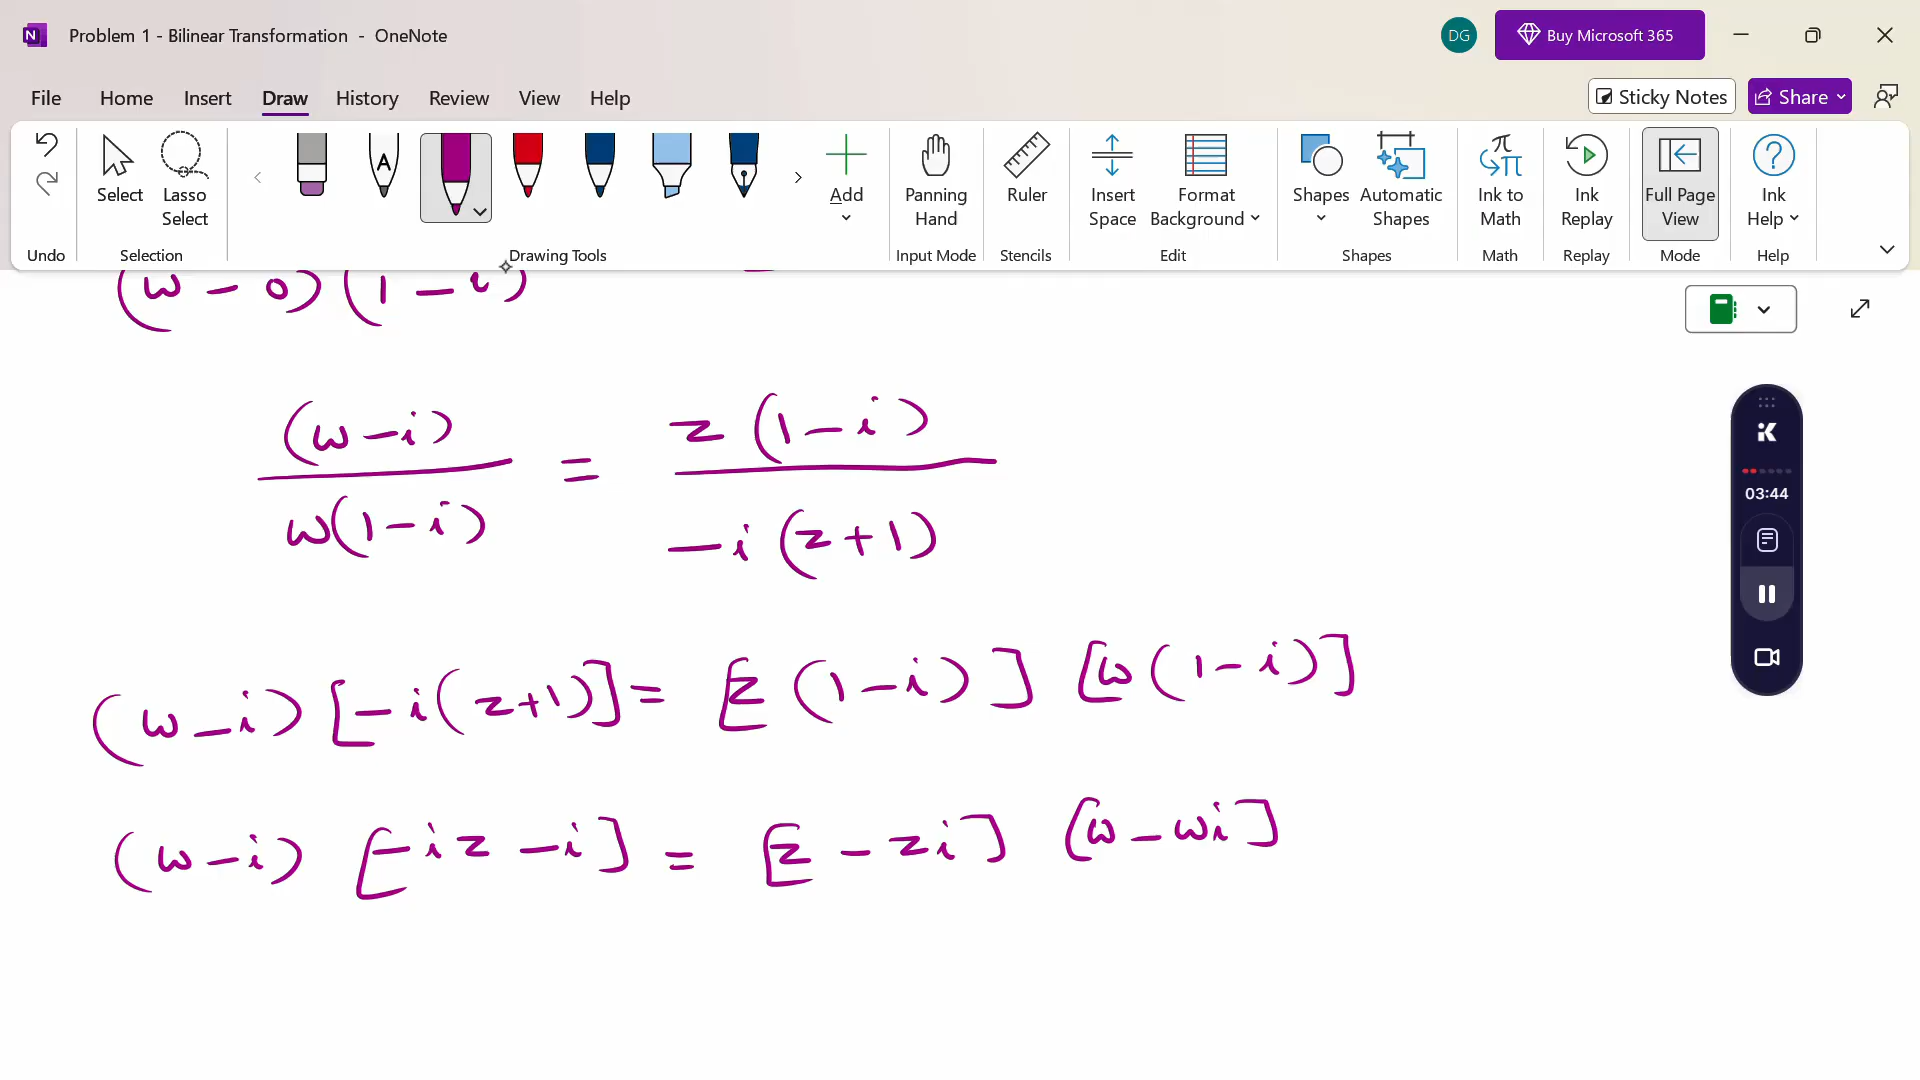 Problem 1 - Bilinear Transformation - OneNote
DG
Buy Microsoft 365
File Home Insert Draw History Review View Help
Sticky Notes
Share
Undo
Select
Lasso Select
Selection
Drawing Tools
Add
Panning Hand
Input Mode
Ruler
Stencils
Insert Space
Format Background
Edit
Shapes
Automatic Shapes
Shapes
Ink to Math
Math
Ink Replay
Replay
Full Page View
Mode
Ink Help
Help
(w - 0)(1 - i)
(w - i) / w(1 - i) = z(1 - i) / -i(z + 1)
03:44
(w - i)[-i(z+1)] = [z(1 - i)] [w(1 - i)]
(w - i) [-iz - i] = [z - zi] [w - wi]